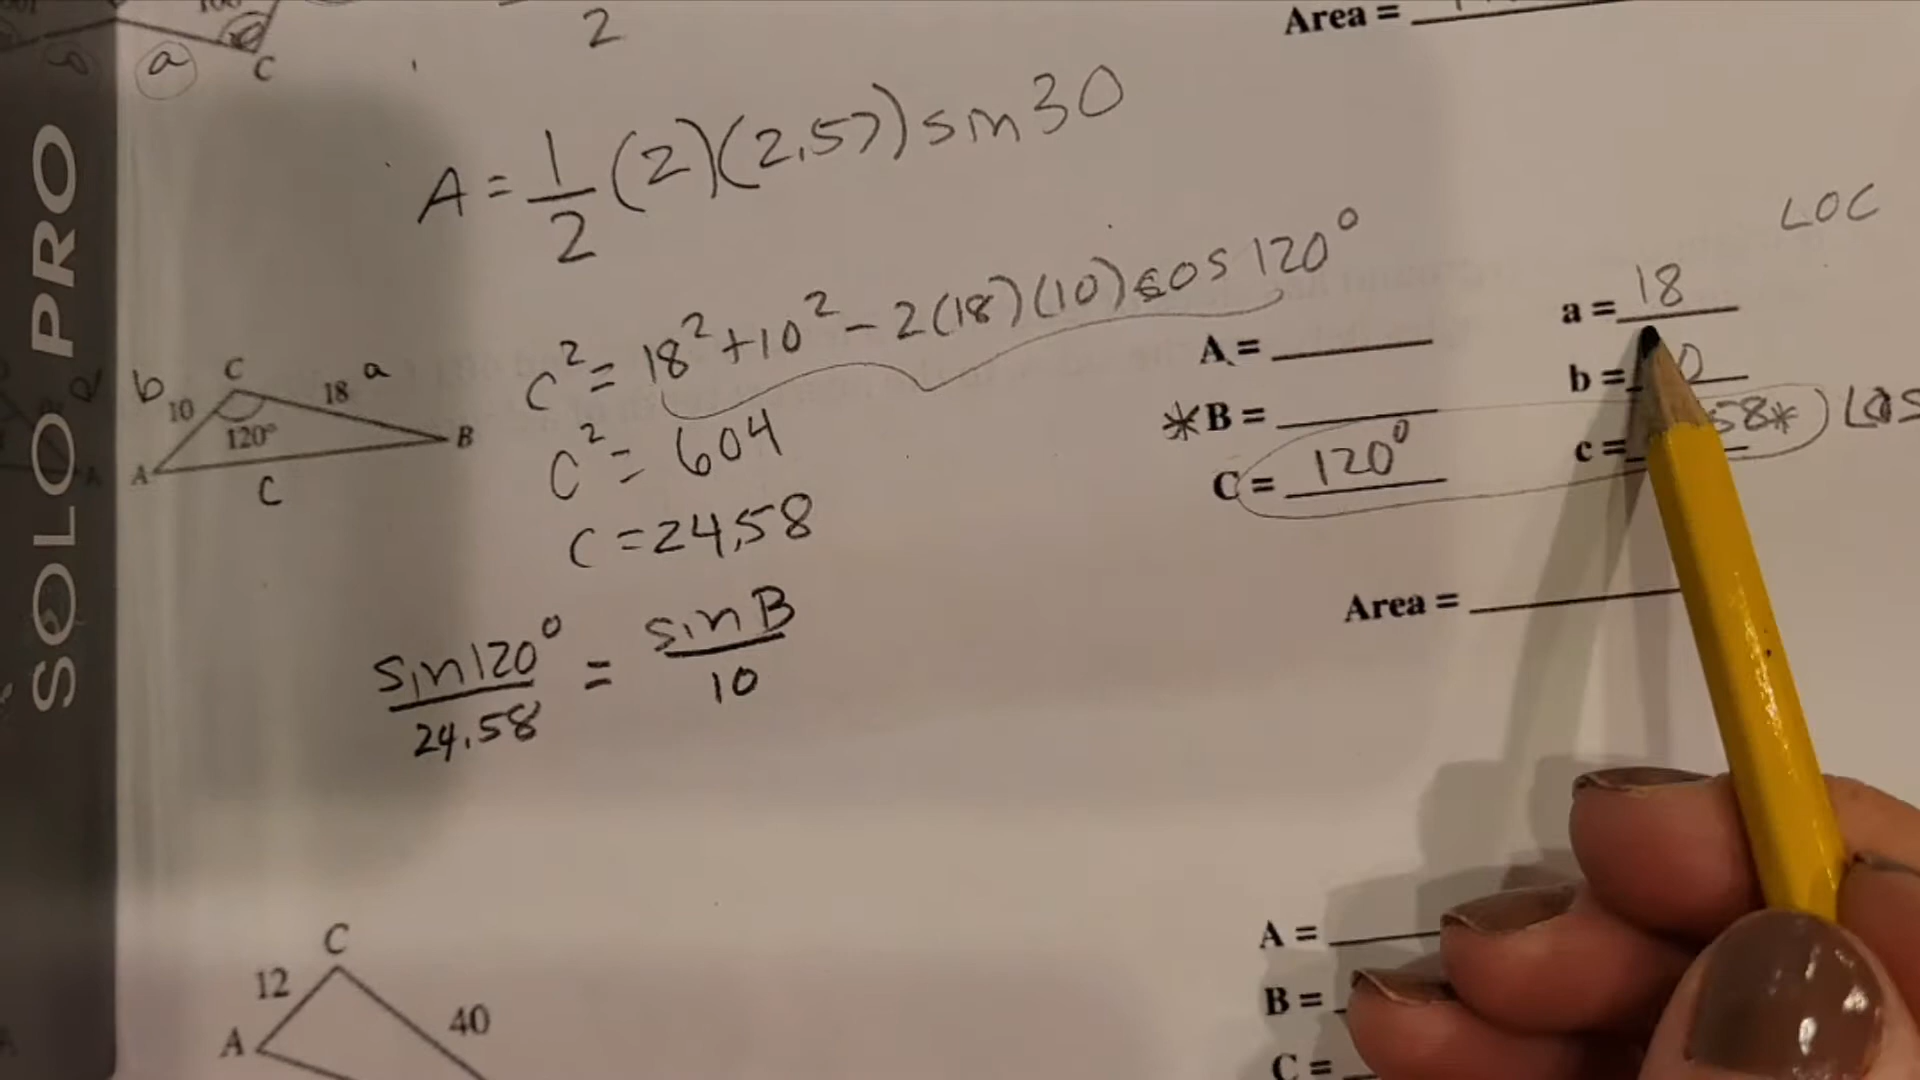 a
C
2
Area =
A = 1/2 (2)(2.57) sin 30
LOC
c² = 18² + 10² - 2(18)(10) cos 120°
c² = 604
c = 24.58
sin 120° / 24.58 = sin B / 10
b
C
a
10
18
120°
A
B
C
A =
a = 18
*B =
b =
C = 120°
c =
58*
LOS
Area =
SOLO PRO
C
12
40
A
A =
B =
C =